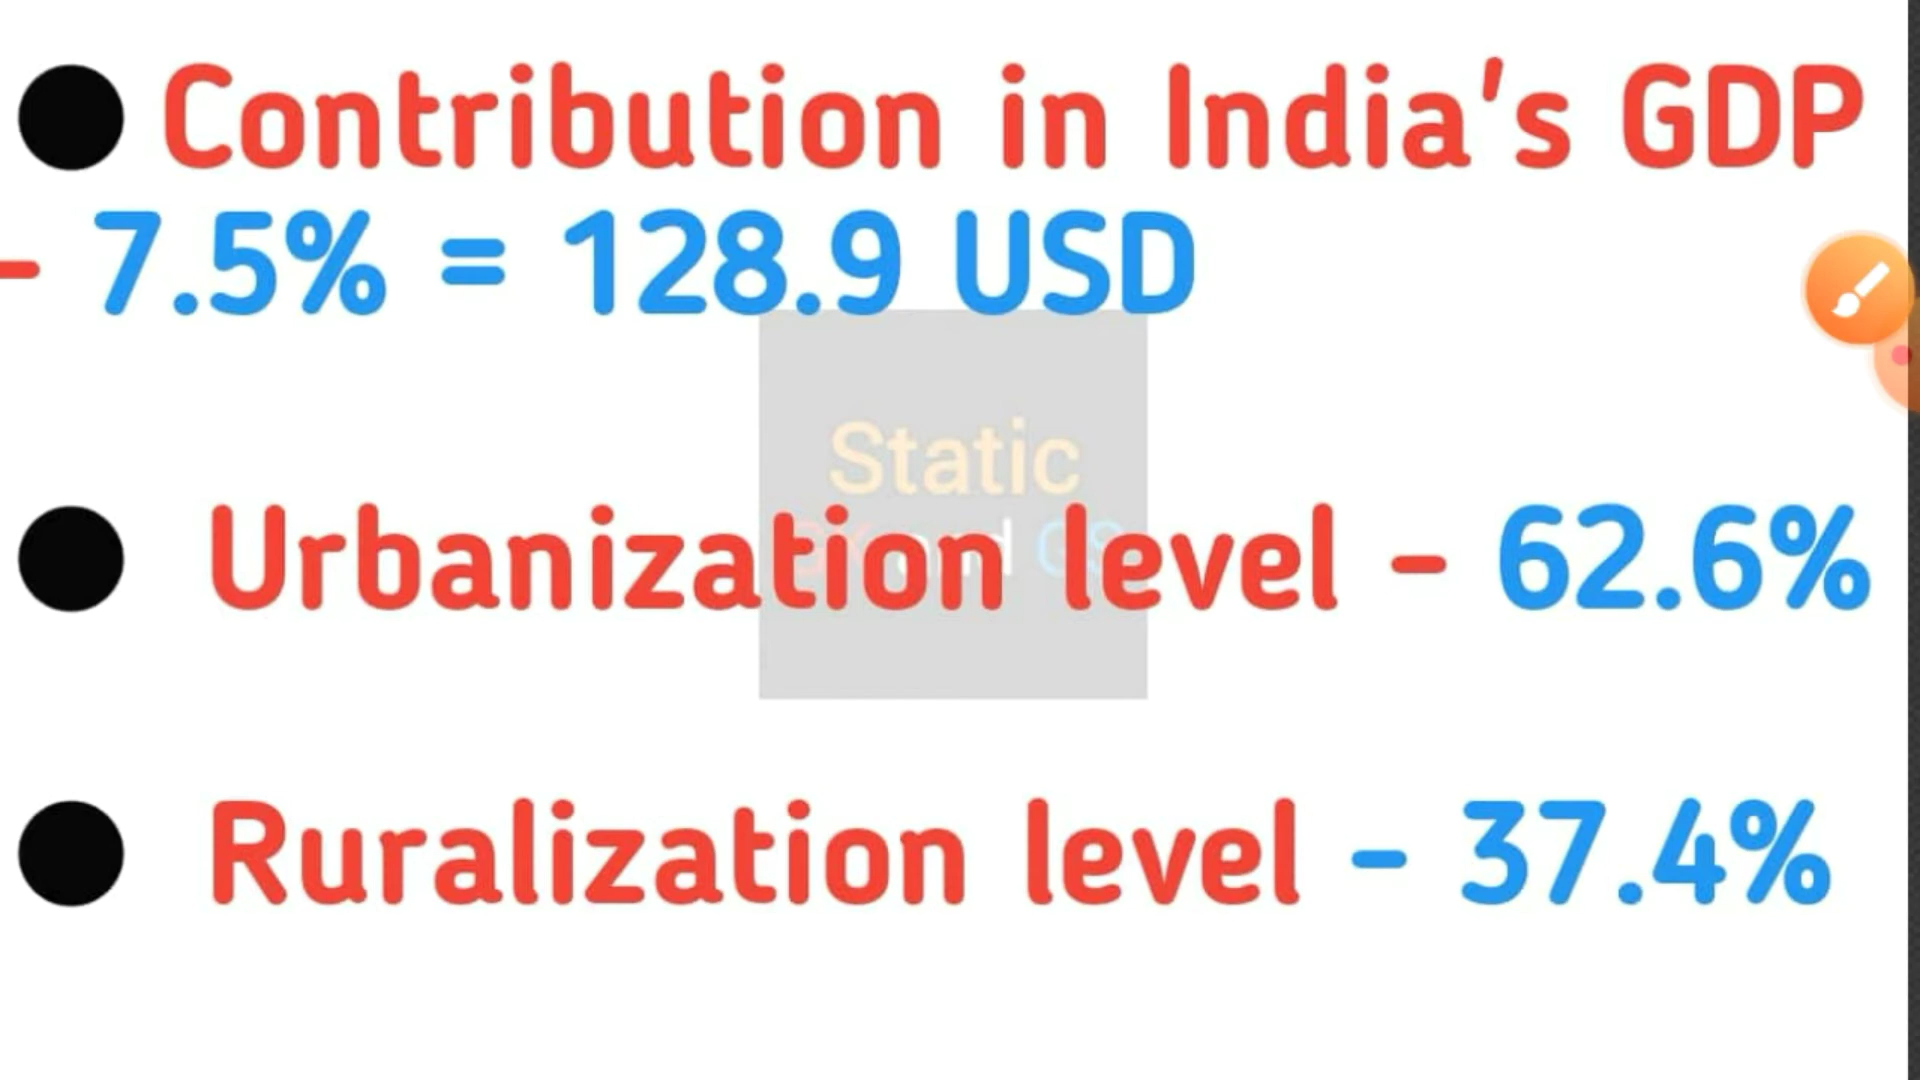 ● Contribution in India's GDP
- 7.5% = 128.9 USD
Static
● Urbanization level - 62.6%
● Ruralization level - 37.4%